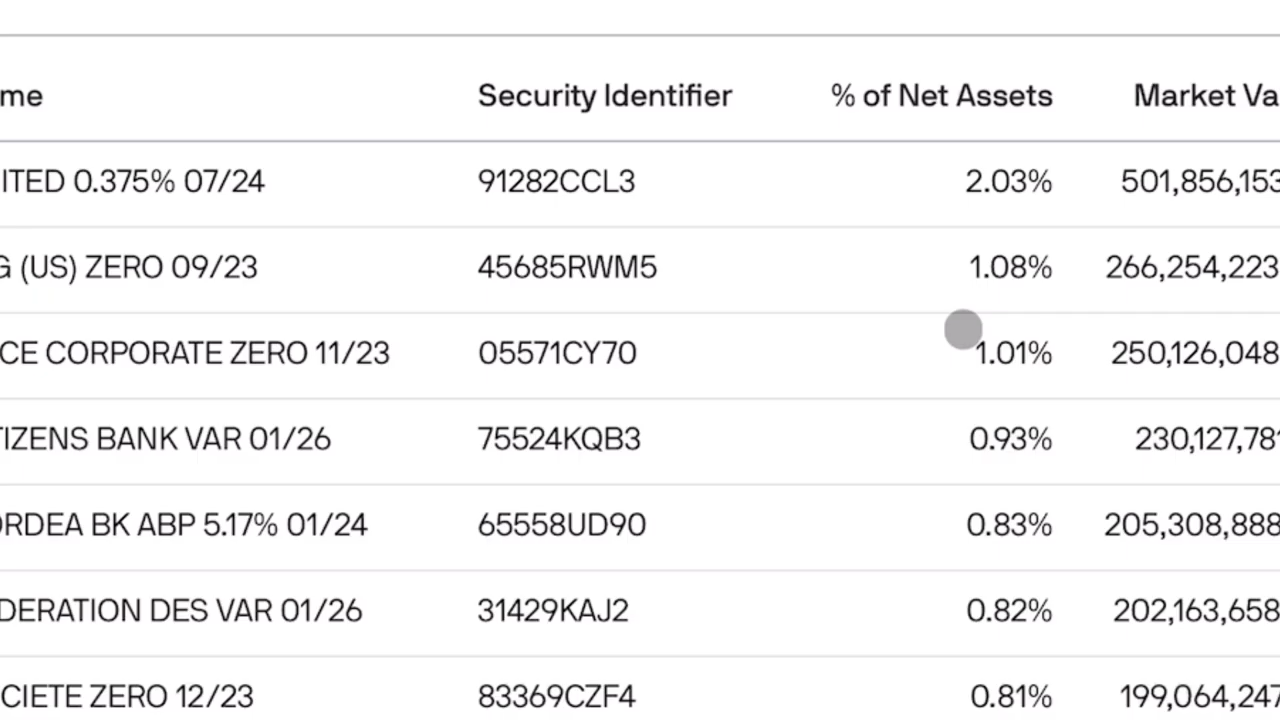 me Security Identifier % of Net Assets Market Va
ITED 0.375% 07/24 91282CCL3 2.03% 501,856,153
G (US) ZERO 09/23 45685RWM5 1.08% 266,254,223
CE CORPORATE ZERO 11/23 05571CY70 1.01% 250,126,048
TIZENS BANK VAR 01/26 75524KQB3 0.93% 230,127,781
ORDEA BK ABP 5.17% 01/24 65558UD90 0.83% 205,308,888
DERATION DES VAR 01/26 31429KAJ2 0.82% 202,163,658
CIETE ZERO 12/23 83369CZF4 0.81% 199,064,247